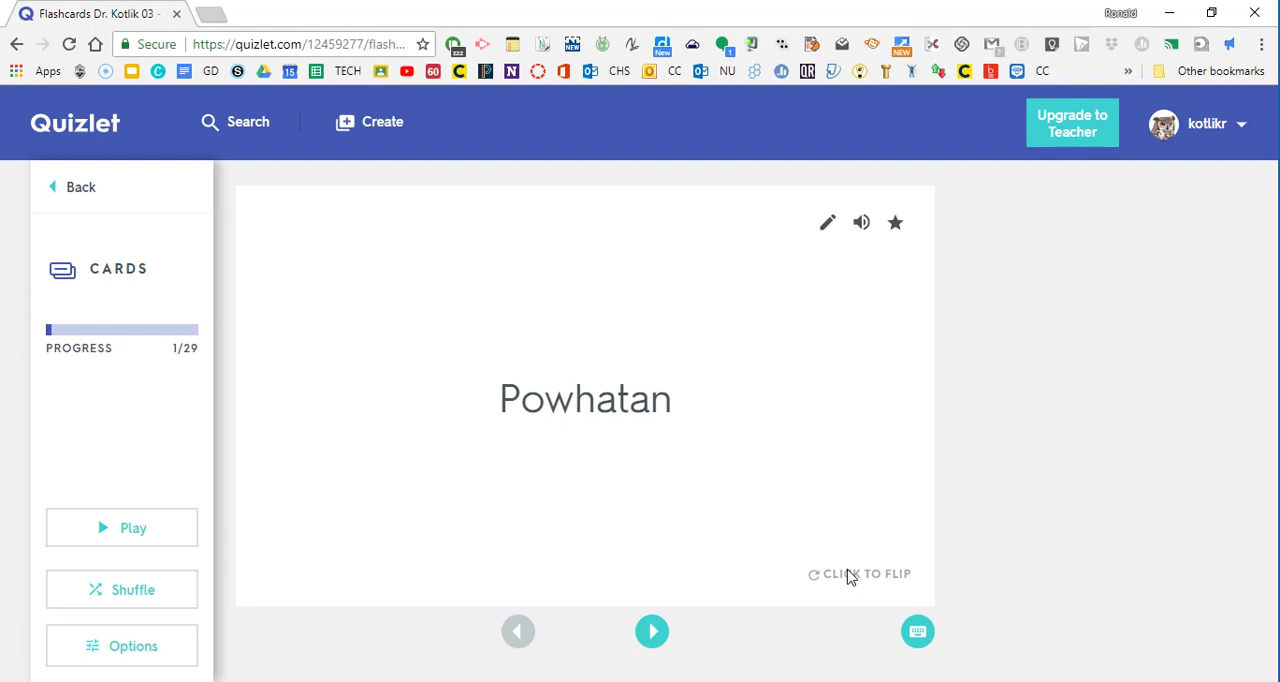 Flashcards Dr. Kotlik 03 -
Ronald
Secure
https://quizlet.com/12459277/flash...
Apps
GD
15
TECH
60
CHS
CC
NU
CC
Other bookmarks
Quizlet
Search
Create
Upgrade to
Teacher
kotlikr
Back
CARDS
PROGRESS 1/29
Powhatan
Play
Shuffle
Options
CLICK TO FLIP